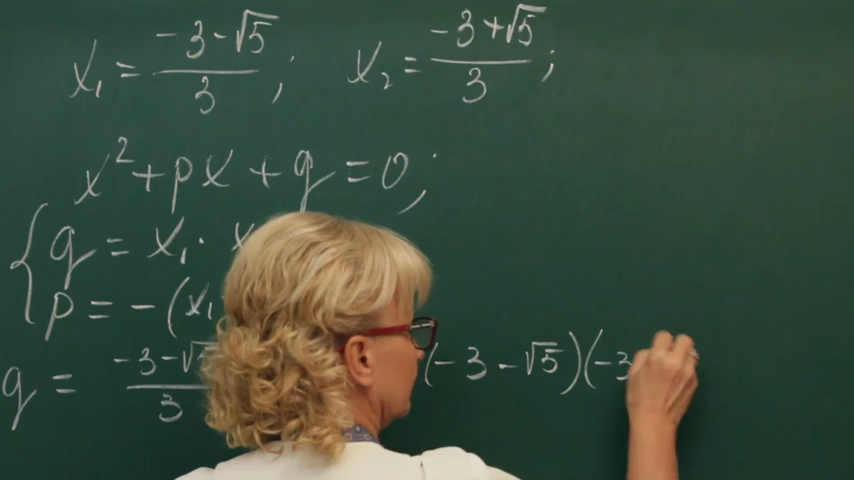 x₁ = (-3-√5)/3; x₂ = (-3+√5)/3;
x² + px + q = 0;
{ q = x₁ · x
p = -(x₁
q = (-3-√5)/3 (-3-√5)(-3